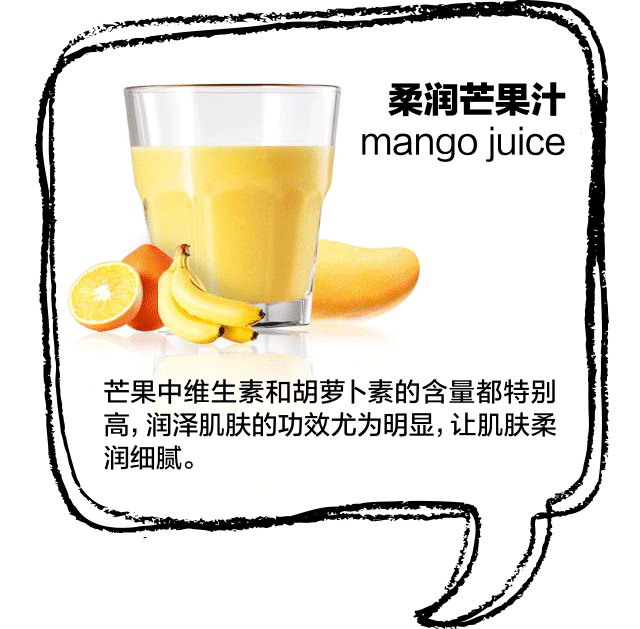 柔润芒果汁
mango juice
芒果中维生素和胡萝卜素的含量都特别
高，润泽肌肤的功效尤为明显，让肌肤柔
润细腻。